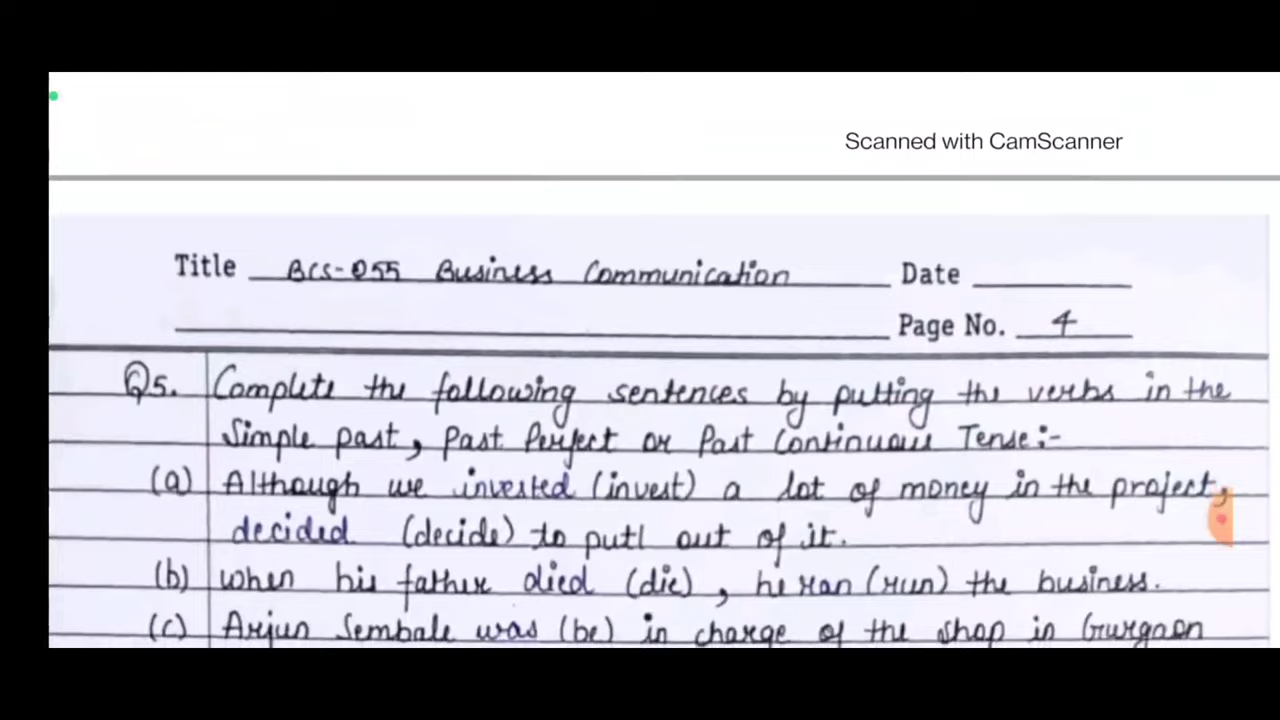 Scanned with CamScanner
Title BCS-055 Business Communication Date
Page No. 4
Q5. Complete the following sentences by putting the verbs in the
Simple past, Past Perfect or Past Continuous Tense:-
(a) Although we invested (invest) a lot of money in the project,
decided (decide) to putl out of it.
(b) when his father died (die), he ran (run) the business.
(c) Arjun Sembale was (be) in charge of the shop in Gurgaon